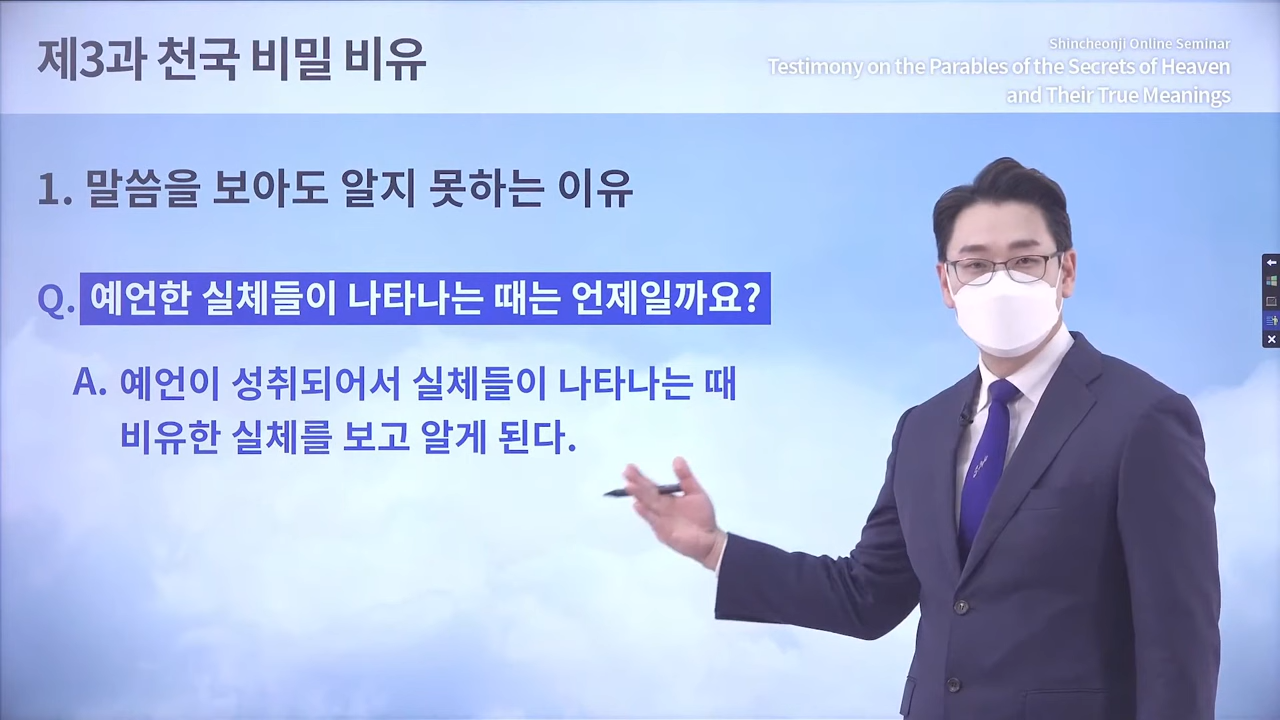 제3과 천국 비밀 비유
Shincheonji Online Seminar
Testimony on the Parables of the Secrets of Heaven
and Their True Meanings
1. 말씀을 보아도 알지 못하는 이유
Q. 예언한 실체들이 나타나는 때는 언제일까요?
A. 예언이 성취되어서 실체들이 나타나는 때
비유한 실체를 보고 알게 된다.